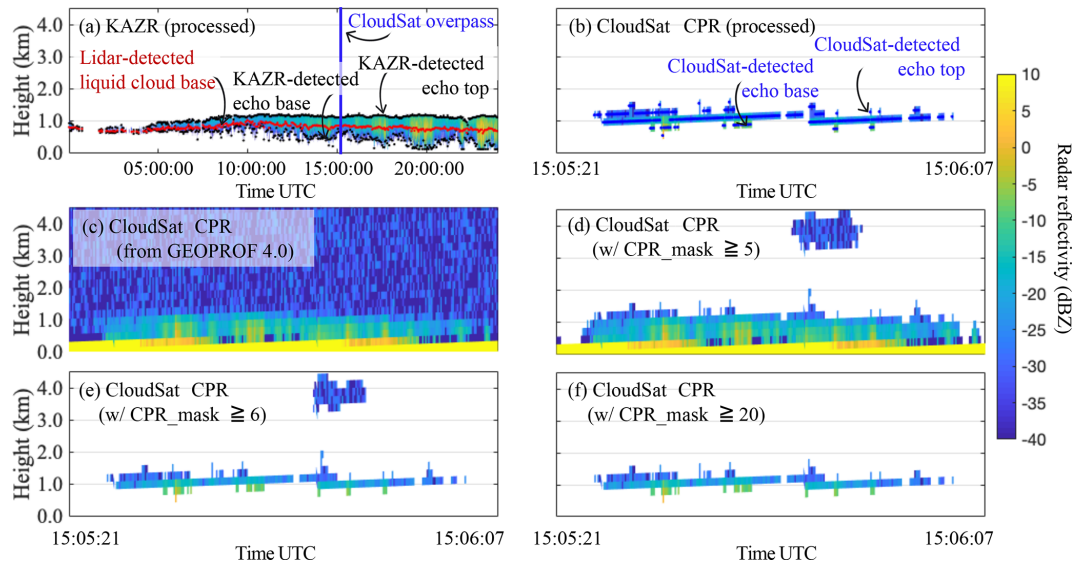 (a) KAZR (processed)
CloudSat overpass
Lidar-detected
liquid cloud base
KAZR-detected
echo base
KAZR-detected
echo top
Height (km)
4.0
3.0
2.0
1.0
0.0
05:00:00
10:00:00
15:00:00
20:00:00
Time UTC
(b) CloudSat CPR (processed)
CloudSat-detected
echo base
CloudSat-detected
echo top
15:05:21
15:06:07
Time UTC
(c) CloudSat CPR
(from GEOPROF 4.0)
Height (km)
4.0
3.0
2.0
1.0
0.0
(d) CloudSat CPR
(w/ CPR_mask ≧ 5)
(e) CloudSat CPR
(w/ CPR_mask ≧ 6)
Height (km)
4.0
3.0
2.0
1.0
0.0
15:05:21
15:06:07
Time UTC
(f) CloudSat CPR
(w/ CPR_mask ≧ 20)
15:05:21
15:06:07
Time UTC
10
5
0
-5
-10
-15
-20
-25
-30
-35
-40
Radar reflectivity (dBZ)